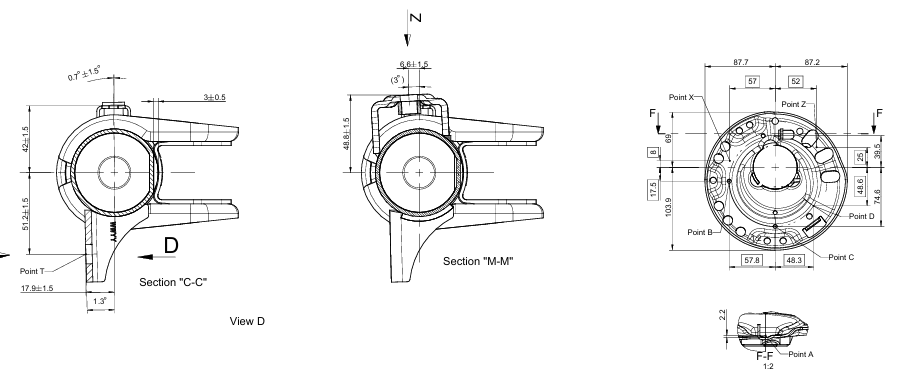 0.7°±1.5°
3±0.5
42±1.5
51.2±1.5
D
Point T
17.9±1.5
1.3°
Section "C-C"
View D
Z
6.6±1.5
(3°)
48.8±1.5
Section "M-M"
87.7
87.2
57
52
Point X
Point Z
F
F
69
8
17.5
103.9
25
39.5
48.6
74.6
Point D
Point B
Point C
57.8
48.3
2.2
F-F
Point A
1:2